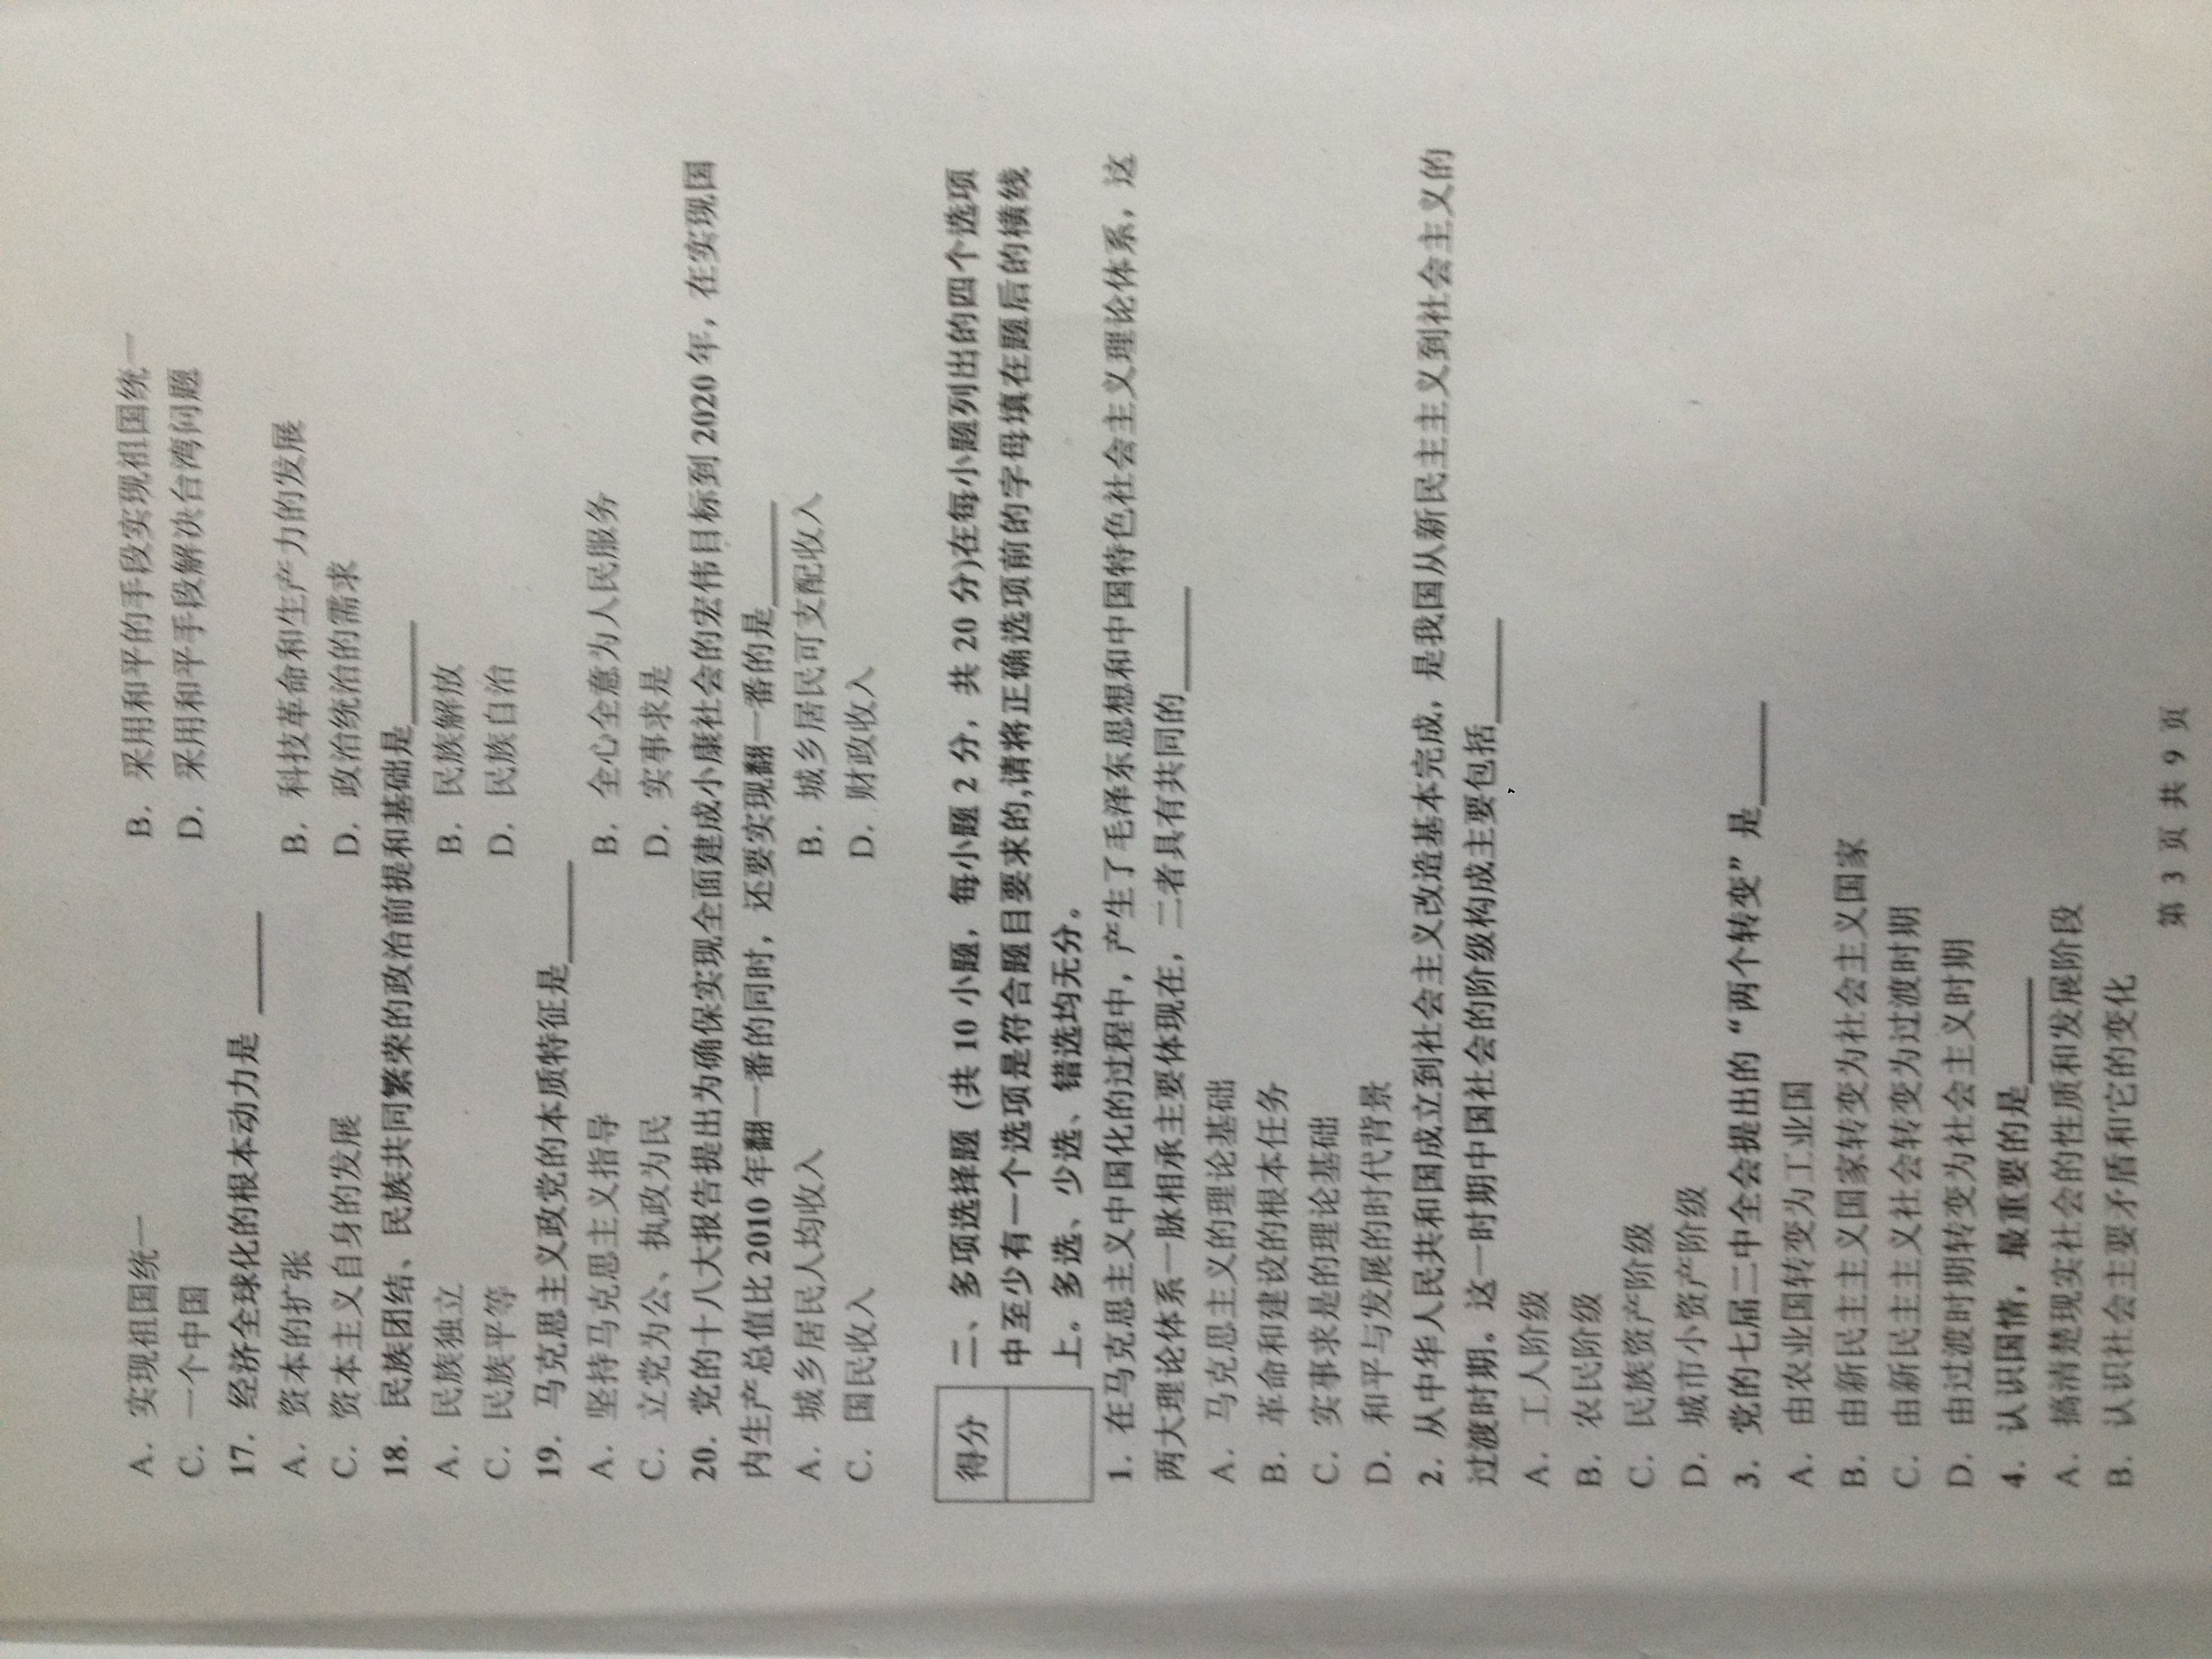 A. 实现祖国统一 B. 采用和平的手段实现祖国统一
C. 一个中国 D. 采用和平手段解决台湾问题
17. 经济全球化的根本动力是 ______
A. 资本的扩张 B. 科技革命和生产力的发展
C. 资本主义自身的发展 D. 政治统治的需求
18. 民族团结、民族共同繁荣的政治前提和基础是______
A. 民族独立 B. 民族解放
C. 民族平等 D. 民族自治
19. 马克思主义政党的本质特征是______
A. 坚持马克思主义指导 B. 全心全意为人民服务
C. 立党为公、执政为民 D. 实事求是
20. 党的十八大报告提出为确保实现全面建成小康社会的宏伟目标到 2020 年，在实现国
内生产总值比 2010 年翻一番的同时，还要实现翻一番的是______
A. 城乡居民人均收入 B. 城乡居民可支配收入
C. 国民收入 D. 财政收入
得分
二、多项选择题 (共 10 小题，每小题 2 分，共 20 分)在每小题列出的四个选项
中至少有一个选项是符合题目要求的,请将正确选项前的字母填在题后的横线
上。多选、少选、错选均无分。
1. 在马克思主义中国化的过程中，产生了毛泽东思想和中国特色社会主义理论体系，这
两大理论体系一脉相承主要体现在，二者具有共同的______
A. 马克思主义的理论基础
B. 革命和建设的根本任务
C. 实事求是的理论基础
D. 和平与发展的时代背景
2. 从中华人民共和国成立到社会主义改造基本完成，是我国从新民主主义到社会主义的
过渡时期。这一时期中国社会的阶级构成主要包括______
A. 工人阶级
B. 农民阶级
C. 民族资产阶级
D. 城市小资产阶级
3. 党的七届二中全会提出的“两个转变”是______
A. 由农业国转变为工业国
B. 由新民主主义国家转变为社会主义国家
C. 由新民主主义社会转变为过渡时期
D. 由过渡时期转变为社会主义时期
4. 认识国情，最重要的是______
A. 搞清楚现实社会的性质和发展阶段
B. 认识社会主要矛盾和它的变化
第 3 页 共 9 页